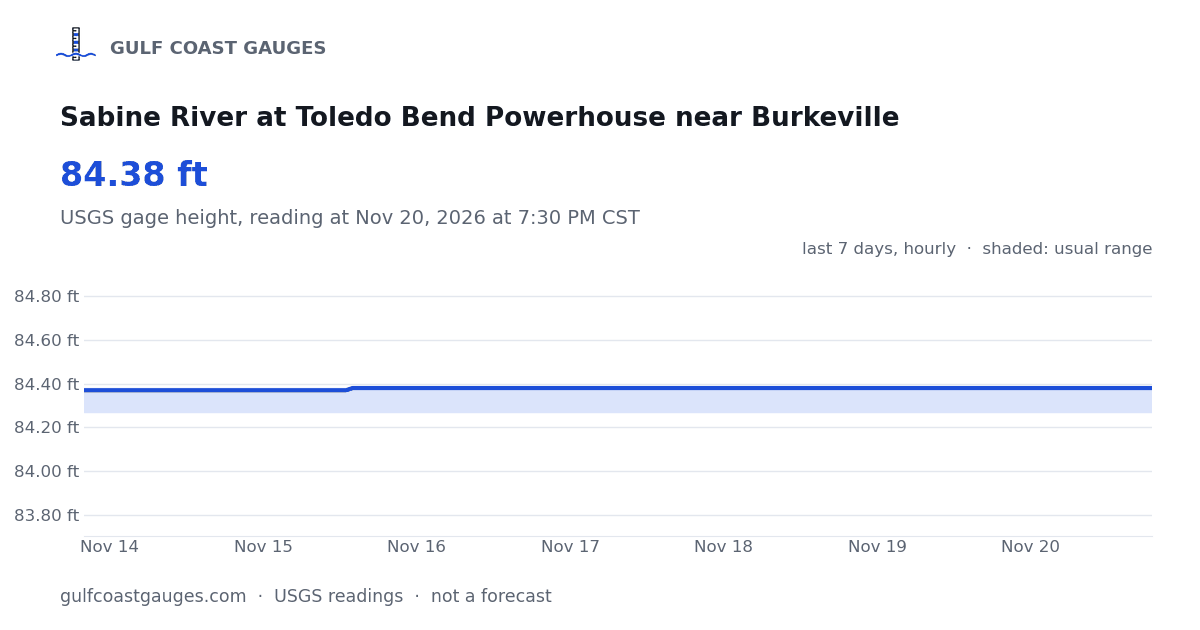 GULF COAST GAUGES
Sabine River at Toledo Bend Powerhouse near Burkeville
84.38 ft
USGS gage height, reading at Nov 20, 2026 at 7:30 PM CST
last 7 days, hourly · shaded: usual range
84.80 ft
84.60 ft
84.40 ft
84.20 ft
84.00 ft
83.80 ft
Nov 14 Nov 15 Nov 16 Nov 17 Nov 18 Nov 19 Nov 20
gulfcoastgauges.com · USGS readings · not a forecast